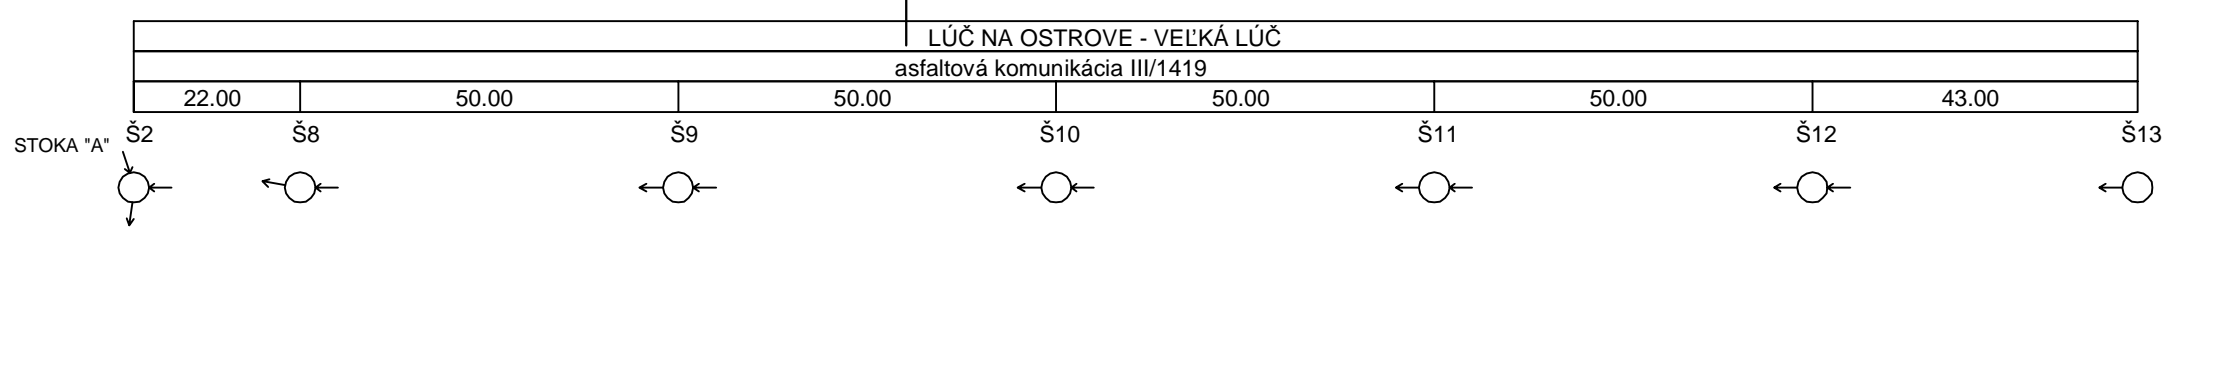 LÚČ NA OSTROVE - VEĽKÁ LÚČ
asfaltová komunikácia III/1419
22.00 50.00 50.00 50.00 50.00 43.00
STOKA "A" Š2 Š8 Š9 Š10 Š11 Š12 Š13